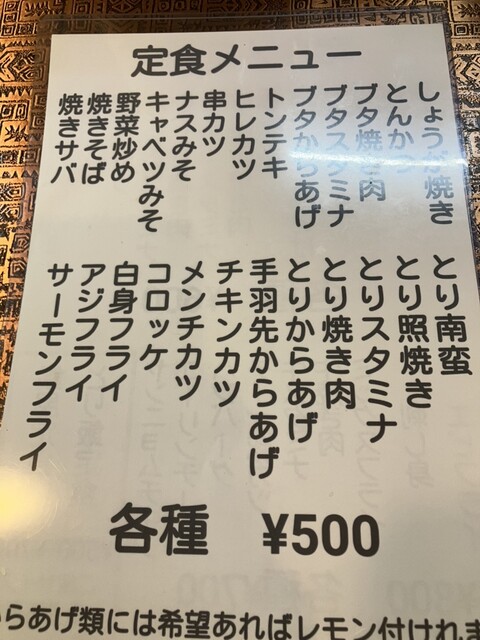 定食メニュー
しょうが焼き
とんかつ
ブタ焼き肉
ブタスタミナ
ブタからあげ
トンテキ
ヒレカツ
串カツ
ナスみそ
キャベツみそ
野菜炒め
焼きそば
焼きサバ
とり南蛮
とり照焼き
とりスタミナ
とり焼き肉
とりからあげ
手羽先からあげ
チキンカツ
メンチカツ
コロッケ
白身フライ
アジフライ
サーモンフライ
各種 ¥500
からあげ類には希望あればレモン付けれま